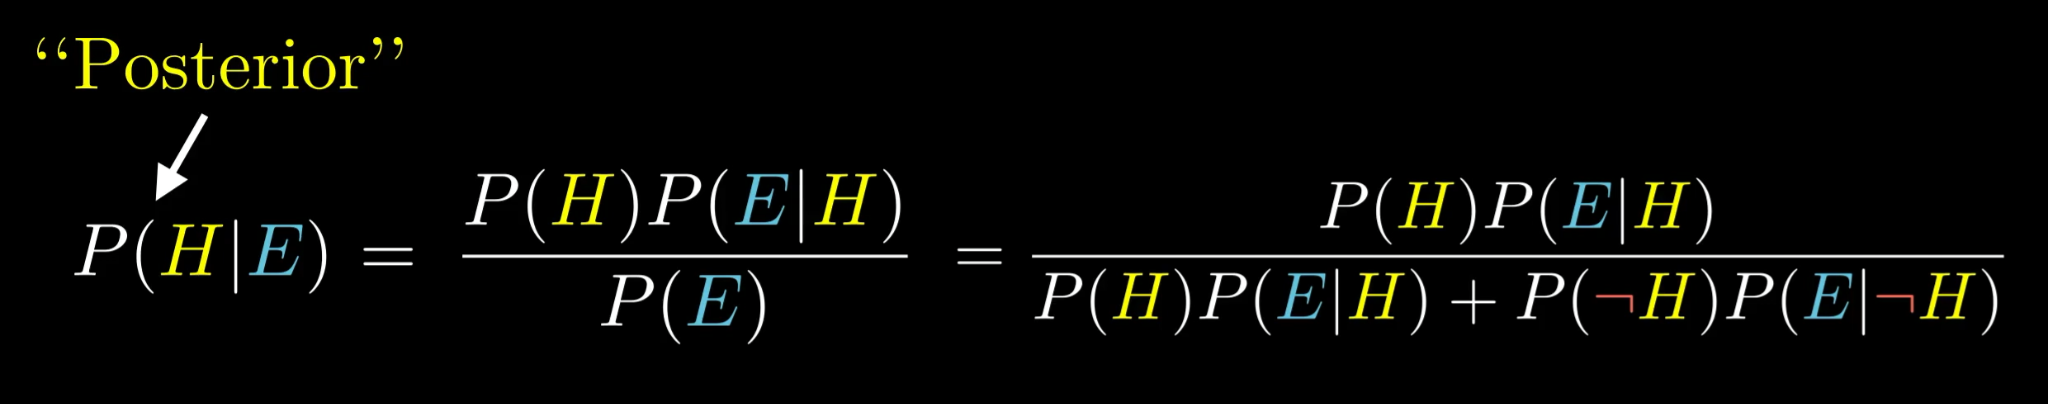 “Posterior”
P(H|E) = P(H)P(E|H) / P(E) = P(H)P(E|H) / P(H)P(E|H) + P(¬H)P(E|¬H)